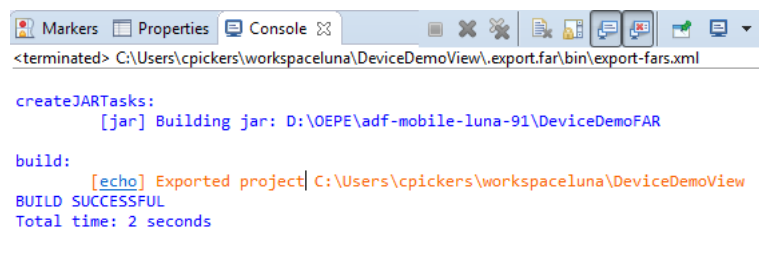 Markers Properties Console
<terminated> C:\Users\cpickers\workspaceluna\DeviceDemoView\.export.far\bin\export-fars.xml
createJARTasks:
[jar] Building jar: D:\OEPE\adf-mobile-luna-91\DeviceDemoFAR
build:
[echo] Exported project C:\Users\cpickers\workspaceluna\DeviceDemoView
BUILD SUCCESSFUL
Total time: 2 seconds